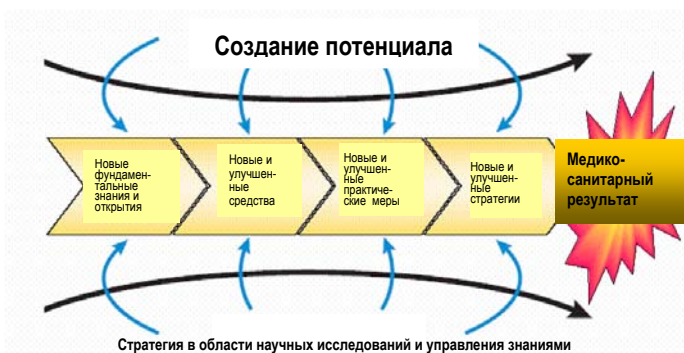 Создание потенциала
Новые
фундамен-
тальные
знания и
открытия
Новые и
улучшен-
ные
средства
Новые и
улучшен-
ные
практиче-
ские меры
Новые и
улучшен-
ные
стратегии
Медико-
санитарный
результат
Стратегия в области научных исследований и управления знаниями